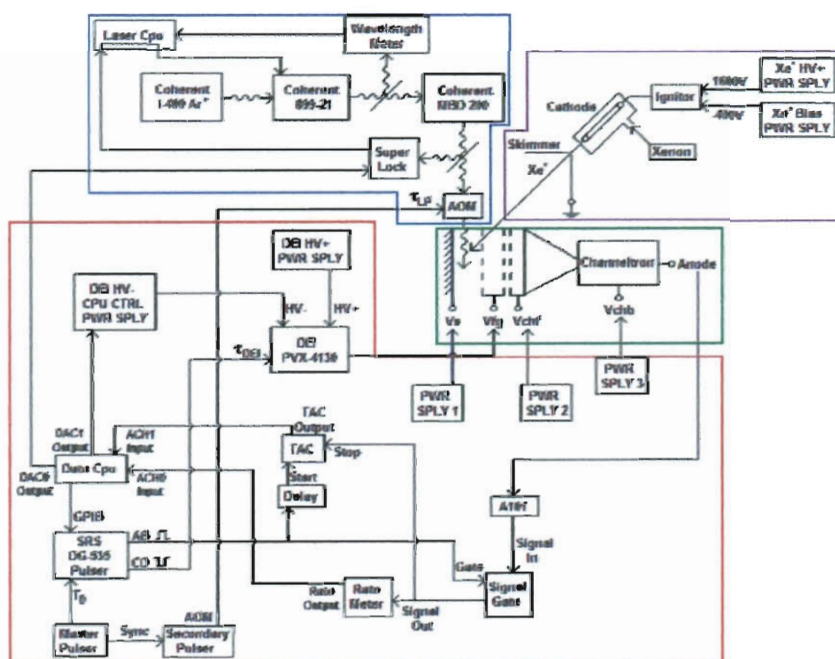 Laser Cpu
Wavelength
Meter
Coherent
I-400 Ar+
Coherent
899-21
Coherent
MBD 200
Super
Lock
τLP
AOM
Cathode
Ignitor
1600V
400V
Xe+ HV+
PWR SPLY
Xe+ Bias
PWR SPLY
Xenon
Skimmer
Xe+
DEI HV+
PWR SPLY
DEI HV-
CPU CTRL
PWR SPLY
HV-
HV+
τDEI
DEI
PVX-4130
Vs
Vfg
Vchf
Channeltron
Anode
Vchb
PWR
SPLY 1
PWR
SPLY 2
PWR
SPLY 3
DAC0
Output
DAC1
Output
ACH1
Input
ACH0
Input
Data Cpu
TAC
Output
TAC
Stop
Start
Delay
GPIB
SRS
DG-535
Pulser
AB
CD
T0
A101
Signal
In
Gate
Signal
Gate
Signal
Out
Rate
Meter
Rate
Output
Master
Pulser
Sync
Secondary
Pulser
AOM